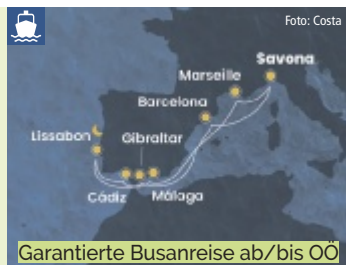 Foto: Costa
Savona
Marseille
Barcelona
Lissabon
Gibraltar
Cádiz
Málaga
Garantierte Busanreise ab/bis OÖ